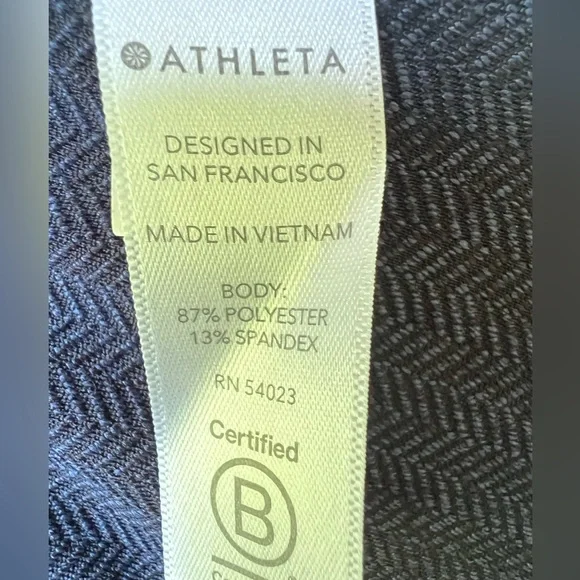 ATHLETA
DESIGNED IN
SAN FRANCISCO
MADE IN VIETNAM
BODY:
87% POLYESTER
13% SPANDEX
RN 54023
Certified
B